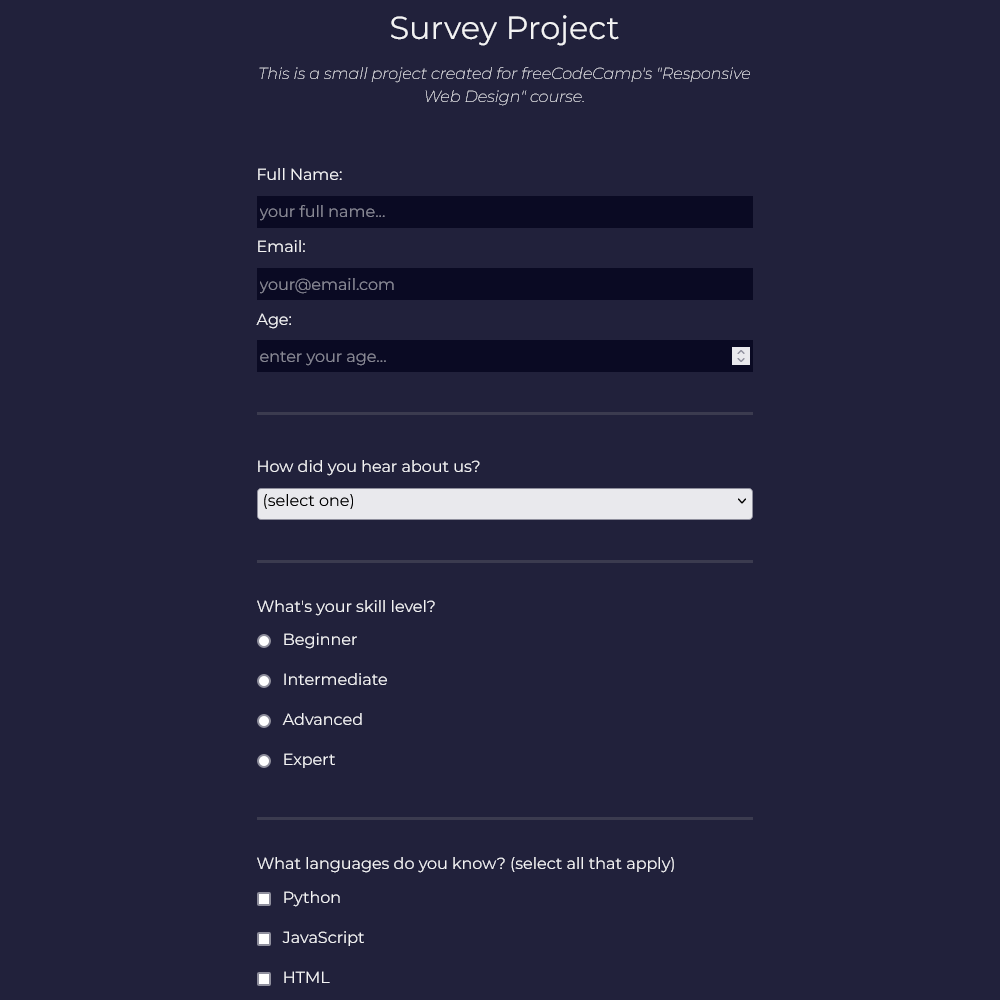 Survey Project
This is a small project created for freeCodeCamp's "Responsive
Web Design" course.
Full Name:
your full name...
Email:
your@email.com
Age:
enter your age...
How did you hear about us?
(select one)
What's your skill level?
Beginner
Intermediate
Advanced
Expert
What languages do you know? (select all that apply)
Python
JavaScript
HTML